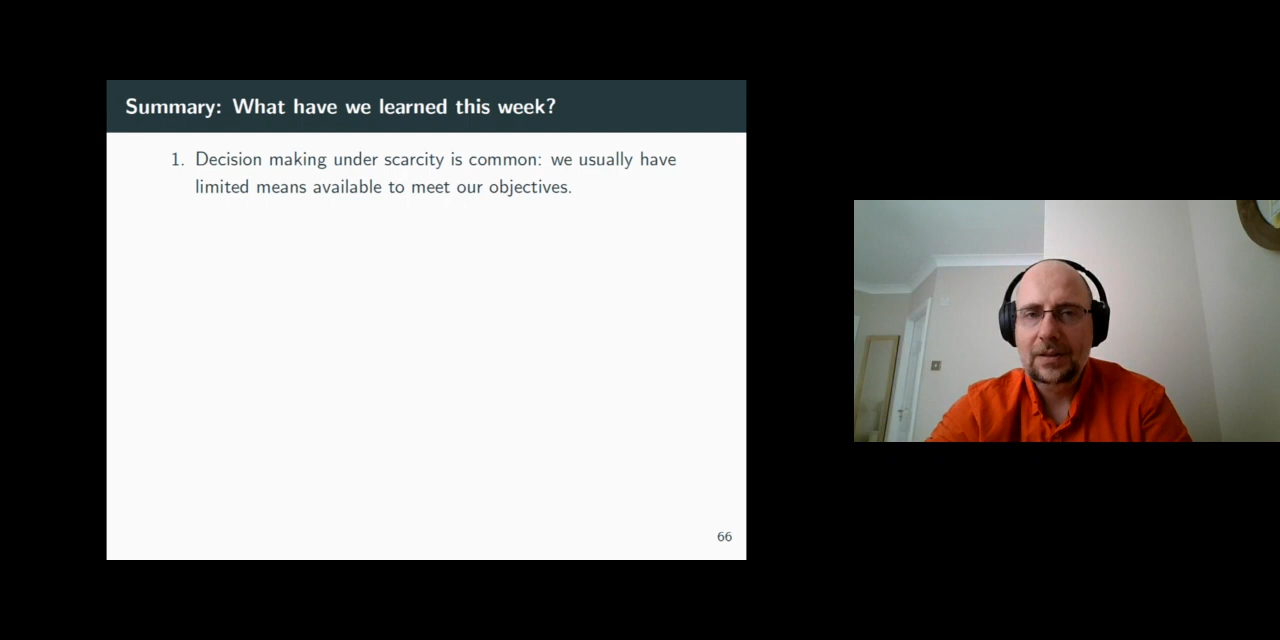 Summary: What have we learned this week?
1. Decision making under scarcity is common: we usually have
limited means available to meet our objectives.
66